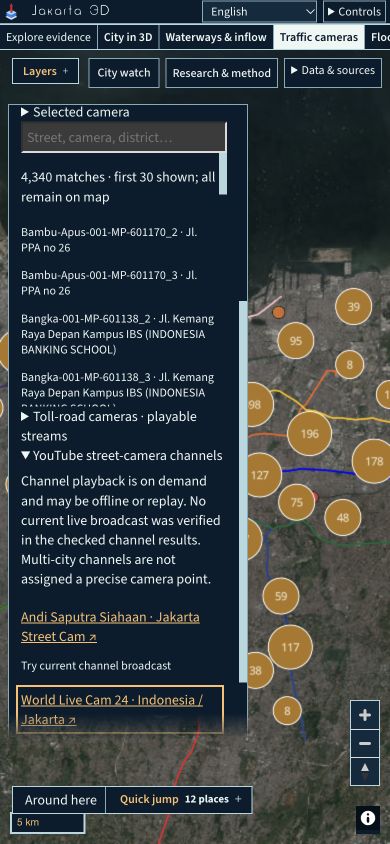 Jakarta 3D
English
Controls
Explore evidence
City in 3D
Waterways & inflow
Traffic cameras
Floo
Layers +
City watch
Research & method
Data & sources
Selected camera
Street, camera, district…
4,340 matches · first 30 shown; all
remain on map
Bambu-Apus-001-MP-601170_2 · Jl.
PPA no 26
Bambu-Apus-001-MP-601170_3 · Jl.
PPA no 26
Bangka-001-MP-601138_2 · Jl. Kemang
Raya Depan Kampus IBS (INDONESIA
BANKING SCHOOL)
Bangka-001-MP-601138_3 · Jl. Kemang
Raya Depan Kampus IBS (INDONESIA
BANKING SCHOOL)
Toll-road cameras · playable
streams
YouTube street-camera channels
Channel playback is on demand
and may be offline or replay. No
current live broadcast was verified
in the checked channel results.
Multi-city channels are not
assigned a precise camera point.
Andi Saputra Siahaan · Jakarta
Street Cam ↗
Try current channel broadcast
World Live Cam 24 · Indonesia /
Jakarta ↗
39
95
8
98
196
178
127
75
48
59
117
38
8
Around here
Quick jump 12 places +
5 km